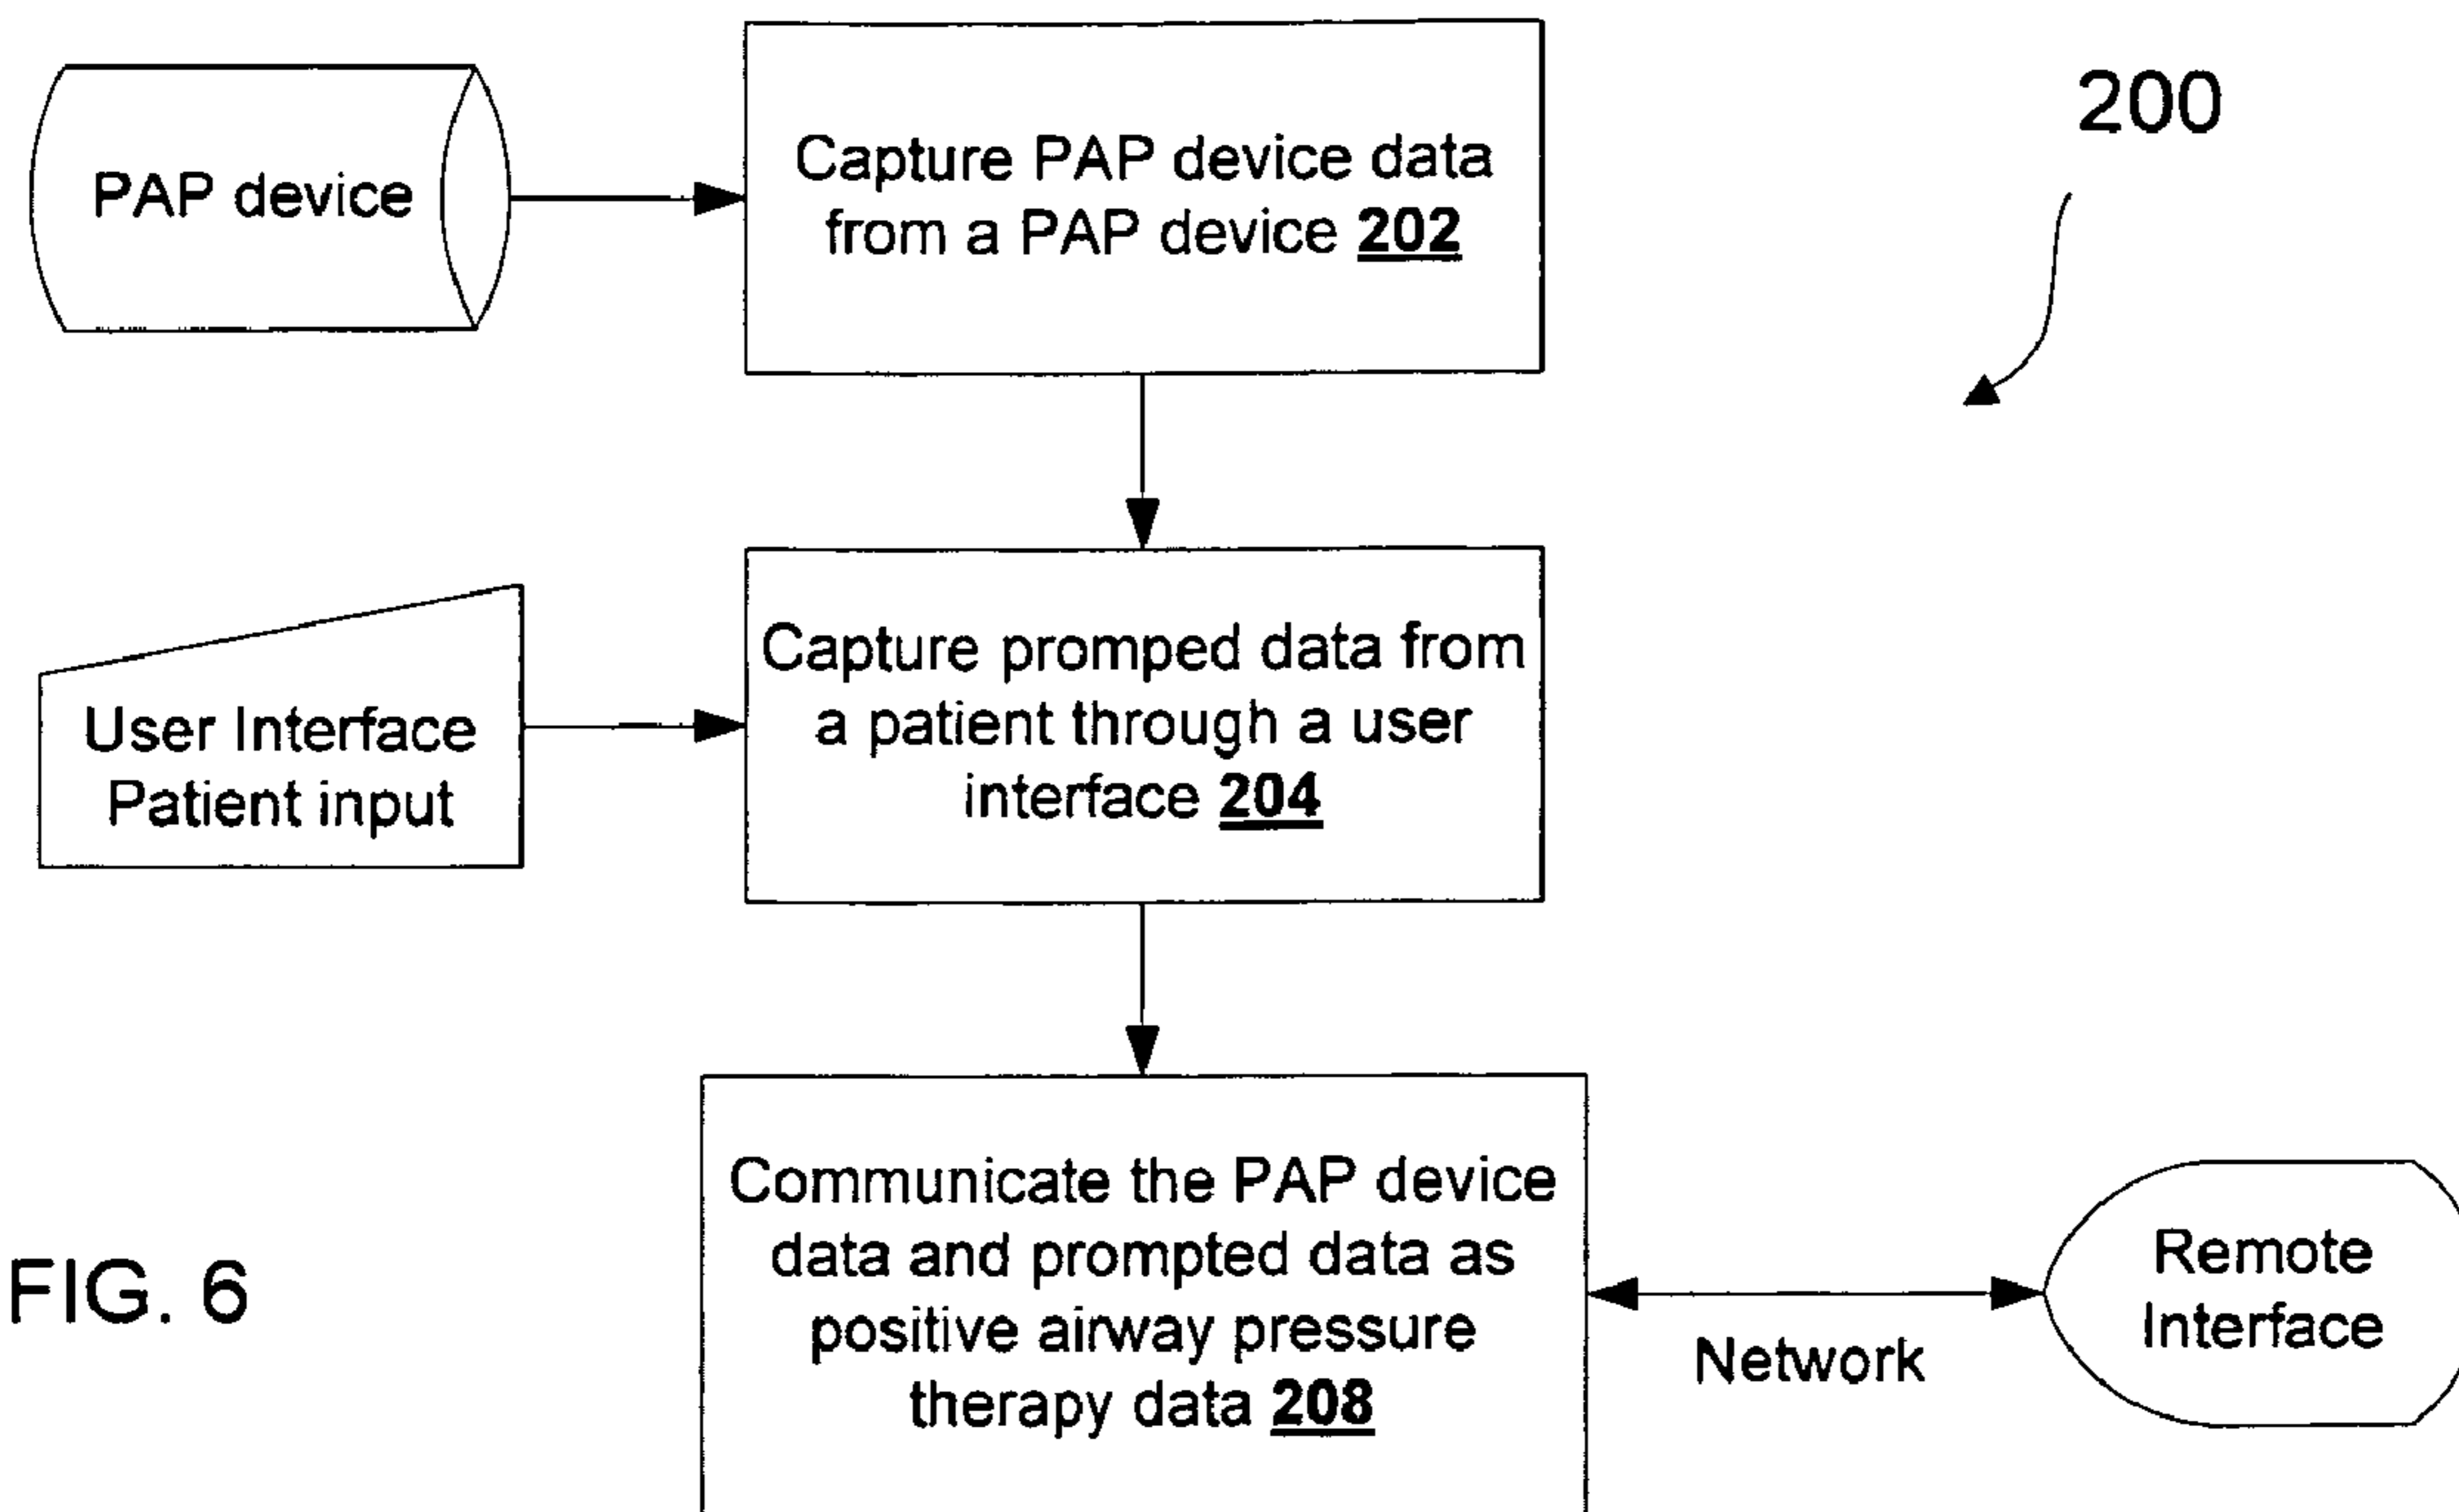 PAP device
Capture PAP device data
from a PAP device 202
200
User Interface
Patient input
Capture promped data from
a patient through a user
interface 204
Communicate the PAP device
data and prompted data as
positive airway pressure
therapy data 208
Network
Remote
Interface
FIG. 6